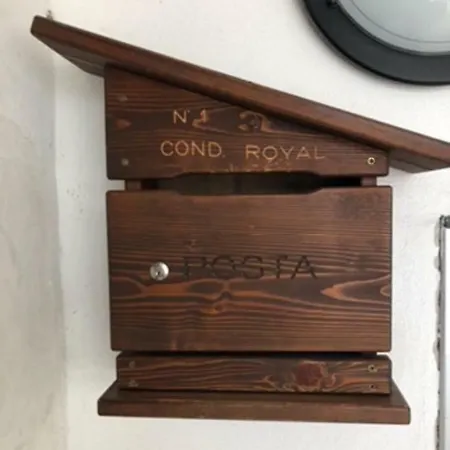 N° 1
COND. ROYAL
POSTA